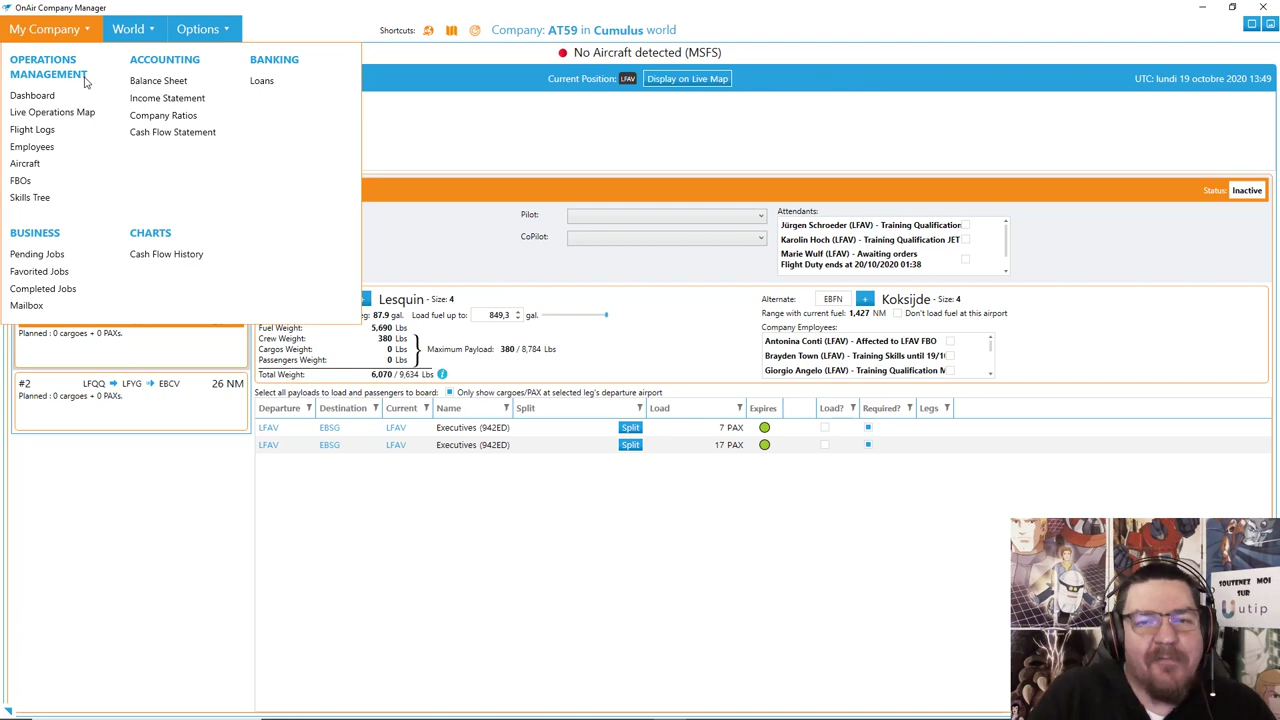 OnAir Company Manager
My Company
World
Options
Shortcuts:
Company: AT59 in Cumulus world
No Aircraft detected (MSFS)
OPERATIONS
MANAGEMENT
Dashboard
Live Operations Map
Flight Logs
Employees
Aircraft
FBOs
Skills Tree
ACCOUNTING
Balance Sheet
Income Statement
Company Ratios
Cash Flow Statement
BANKING
Loans
BUSINESS
Pending Jobs
Favorited Jobs
Completed Jobs
Mailbox
CHARTS
Cash Flow History
Current Position: LFAV Display on Live Map
UTC: lundi 19 octobre 2020 13:49
Status: Inactive
Pilot:
CoPilot:
Attendants:
Jürgen Schroeder (LFAV) - Training Qualification
Karolin Hoch (LFAV) - Training Qualification JET
Marie Wulf (LFAV) - Awaiting orders
Flight Duty ends at 20/10/2020 01:38
+ Lesquin - Size: 4
87.9 gal. Load fuel up to: 849,3 gal.
Fuel Weight: 5,690 Lbs
Crew Weight: 380 Lbs
Cargos Weight: 0 Lbs
Passengers Weight: 0 Lbs
Maximum Payload: 380 / 8,784 Lbs
Total Weight: 6,070 / 9,634 Lbs
Alternate: EBFN + Koksijde - Size: 4
Range with current fuel: 1,427 NM Don't load fuel at this airport
Company Employees:
Antonina Conti (LFAV) - Affected to LFAV FBO
Brayden Town (LFAV) - Training Skills until 19/1
Giorgio Angelo (LFAV) - Training Qualification M
Planned : 0 cargoes + 0 PAXs.
#2 LFQQ LFYG EBCV 26 NM
Planned : 0 cargoes + 0 PAXs.
Select all payloads to load and passengers to board: Only show cargoes/PAX at selected leg's departure airport
Departure Destination Current Name Split Load Expires Load? Required? Legs
LFAV EBSG LFAV Executives (942ED) Split 7 PAX
LFAV EBSG LFAV Executives (942ED) Split 17 PAX
SOUTENEZ MOI
SUR
Utip